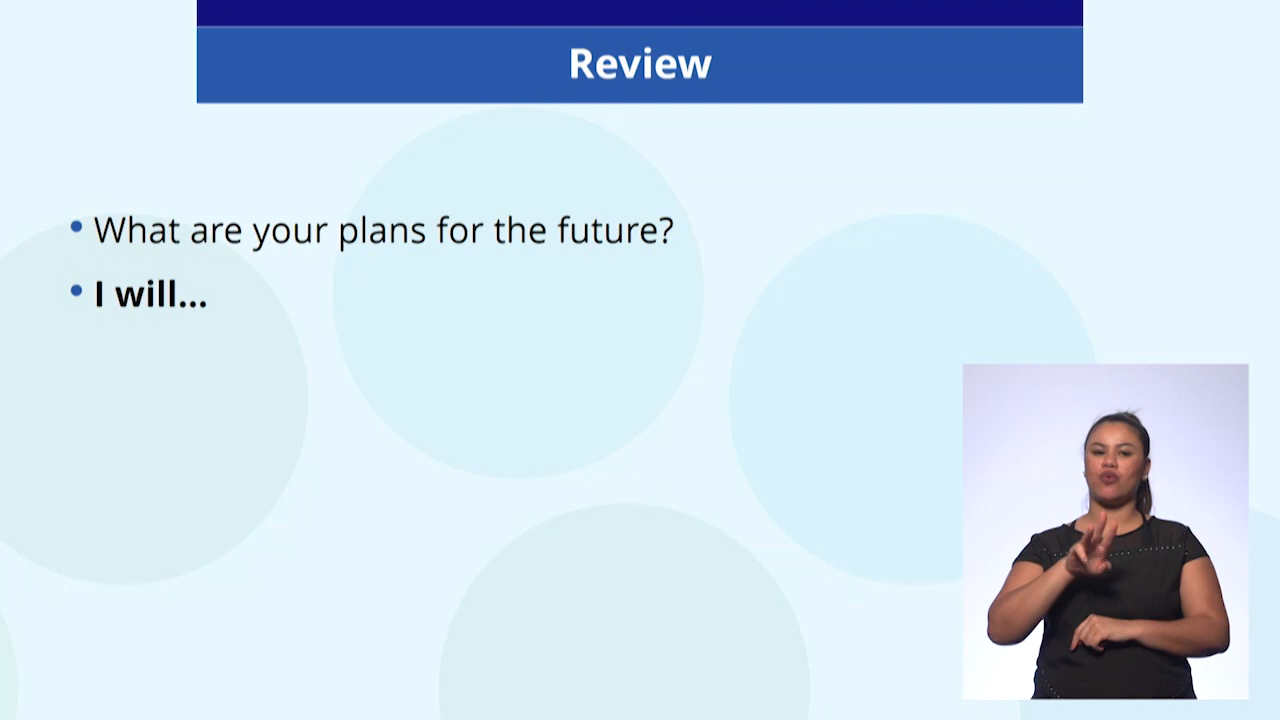 Review
• What are your plans for the future?
• I will...